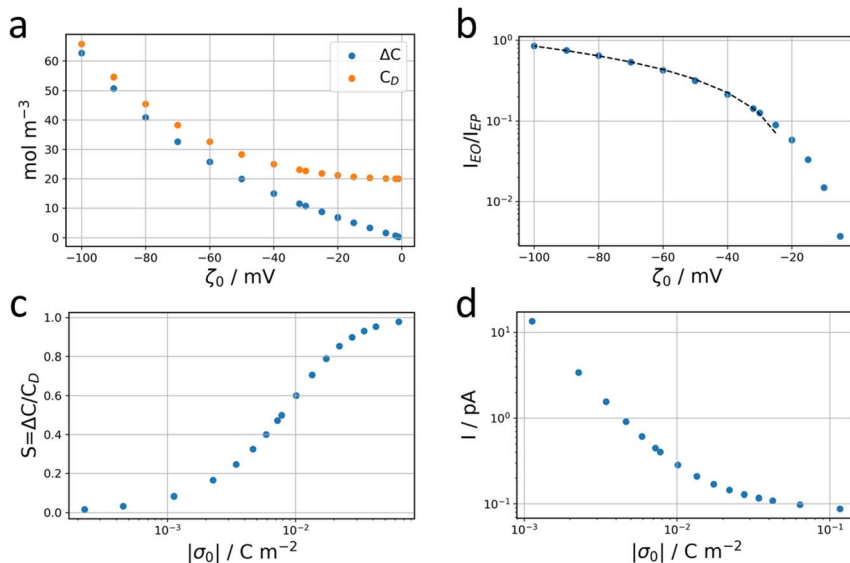 a
mol m⁻³
60
50
40
30
20
10
0
−100
−80
−60
−40
−20
0
ζ₀ / mV
ΔC
C_D
b
I_EO/I_EP
10⁰
10⁻¹
10⁻²
−100
−80
−60
−40
−20
ζ₀ / mV
c
S=ΔC/C_D
1.0
0.8
0.6
0.4
0.2
0.0
10⁻³
10⁻²
|σ₀| / C m⁻²
d
I / pA
10¹
10⁰
10⁻¹
10⁻³
10⁻²
10⁻¹
|σ₀| / C m⁻²